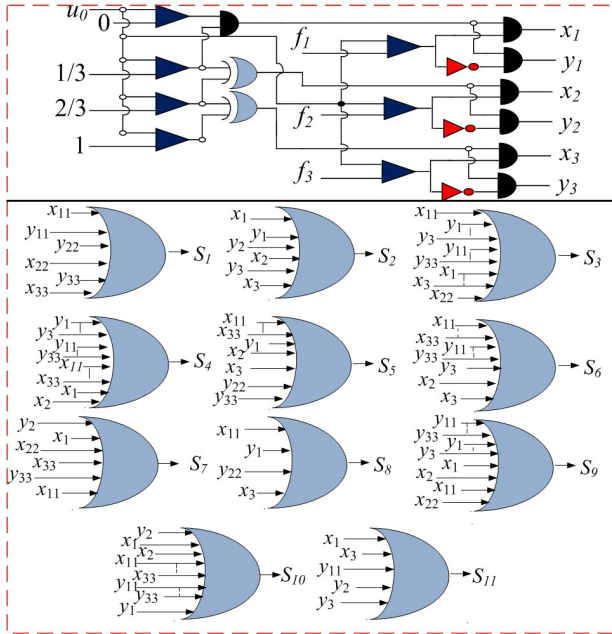 u0
0
1/3
2/3
1
f1
f2
f3
x1
y1
x2
y2
x3
y3
x11
y11
y22
x22
y33
x33
S1
x1
y1
y2
x2
y3
x3
S2
x11
y1
y3
y11
y33
x1
x3
x22
S3
y1
y3
y11
y33
x11
x33
x1
x2
S4
x11
x33
y1
x2
x3
y22
y33
S5
x11
x33
y11
y33
y3
x2
x3
S6
y2
x1
x22
x33
y33
x11
S7
x11
y1
y22
x3
S8
y11
y33
y1
y3
x1
x2
x11
x22
S9
y2
x1
x2
x11
x33
y11
y33
y1
S10
x1
x3
y11
y2
y3
S11